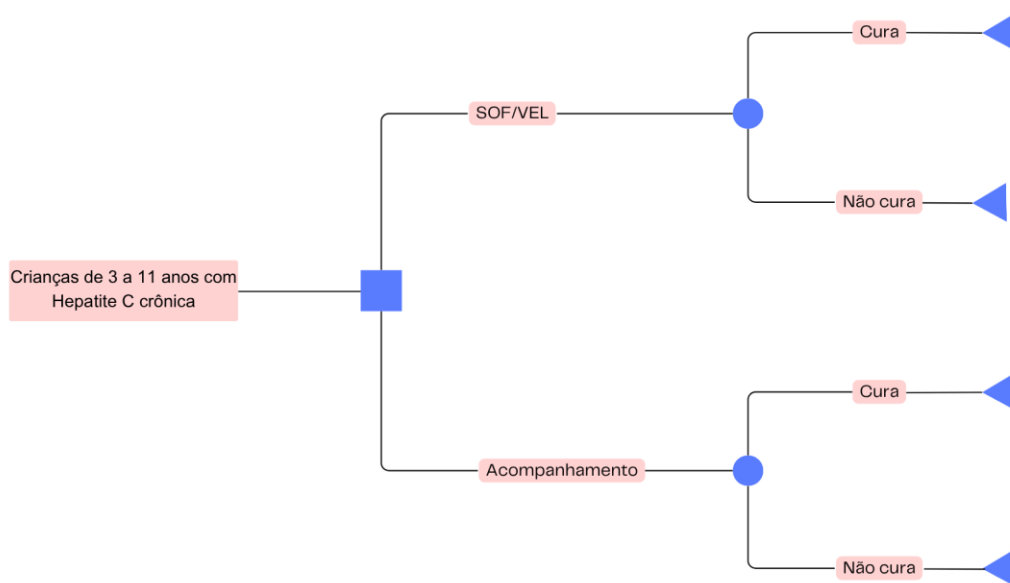 Cura
SOF/VEL
Não cura
Crianças de 3 a 11 anos com
Hepatite C crônica
Cura
Acompanhamento
Não cura